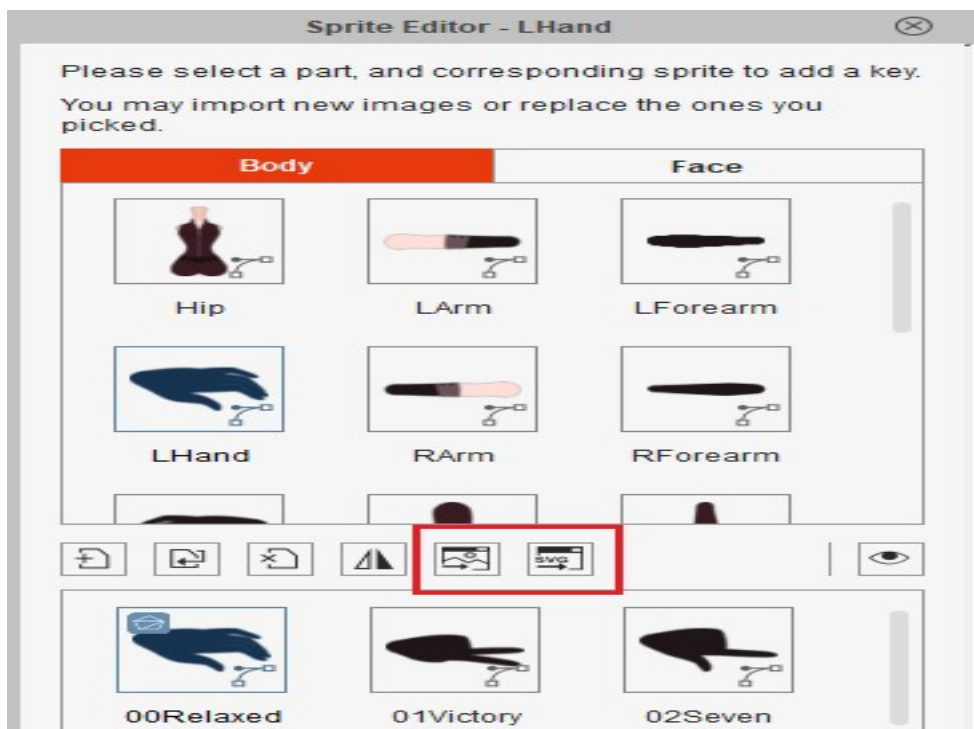 Sprite Editor - LHand
Please select a part, and corresponding sprite to add a key.
You may import new images or replace the ones you
picked.
Body Face
Hip LArm LForearm
LHand RArm RForearm
SVG
00Relaxed 01Victory 02Seven